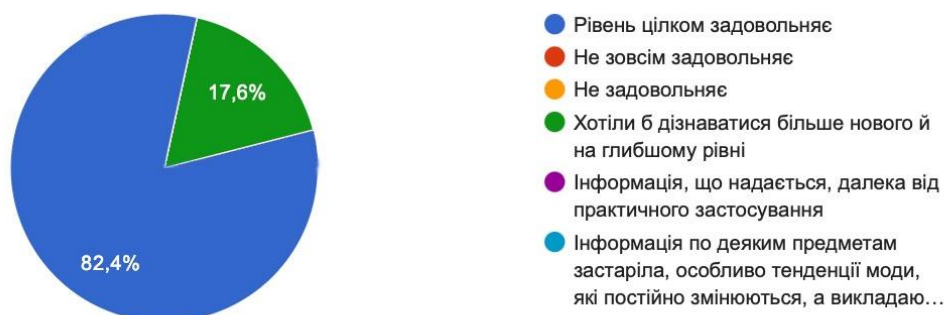 17,6%
82,4%
Рівень цілком задовольняє
Не зовсім задовольняє
Не задовольняє
Хотіли б дізнаватися більше нового й
на глибшому рівні
Інформація, що надається, далека від
практичного застосування
Інформація по деяким предметам
застаріла, особливо тенденції моди,
які постійно змінюються, а викладаю…